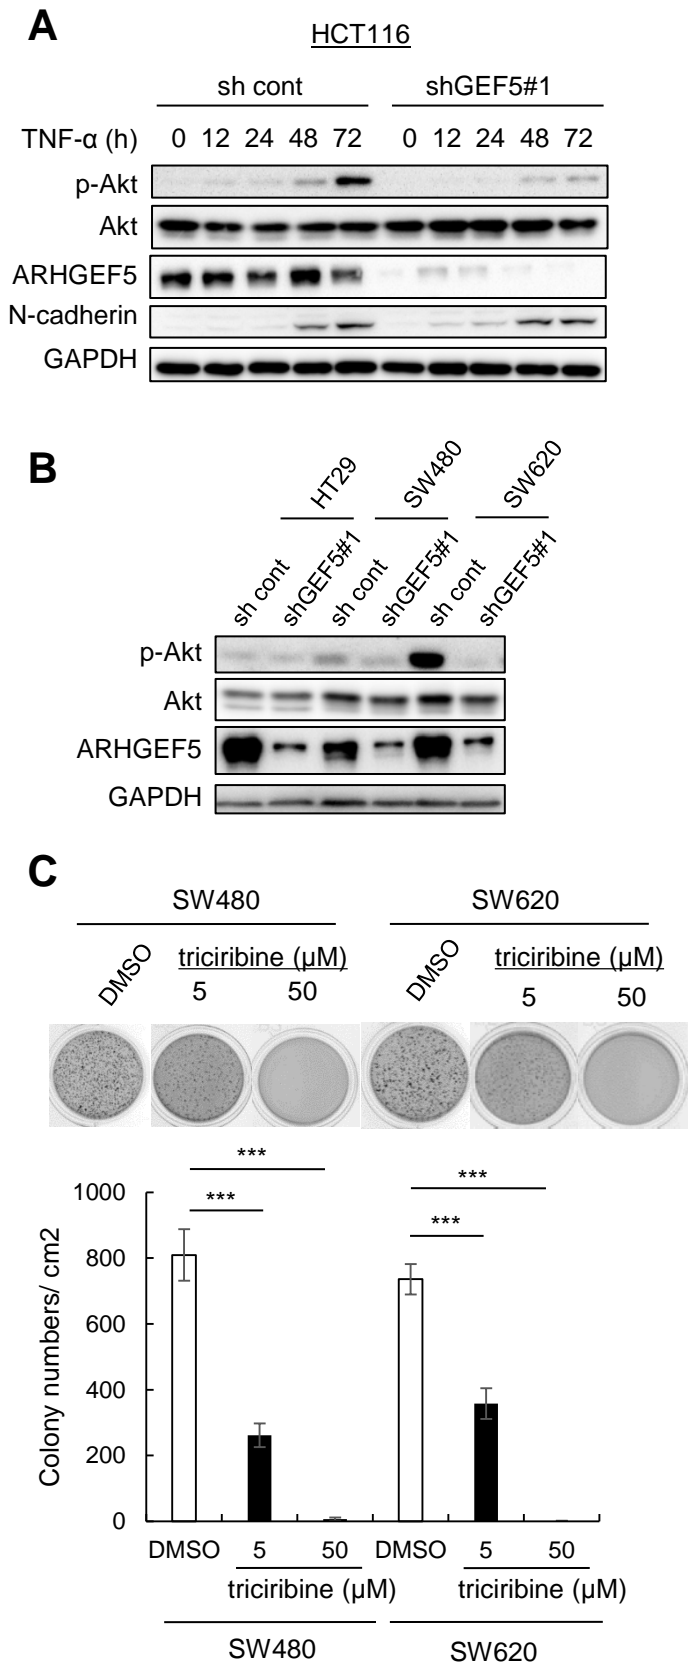 A
HCT116
sh cont shGEF5#1
TNF-α (h) 0 12 24 48 72 0 12 24 48 72
p-Akt
Akt
ARHGEF5
N-cadherin
GAPDH
B
HT29 SW480 SW620
sh cont shGEF5#1 sh cont shGEF5#1 sh cont shGEF5#1
p-Akt
Akt
ARHGEF5
GAPDH
C
SW480 SW620
DMSO triciribine (μM) DMSO triciribine (μM)
5 50 5 50
*** ***
*** ***
1000
800
600
400
200
0
Colony numbers/ cm2
DMSO 5 50 DMSO 5 50
triciribine (μM) triciribine (μM)
SW480 SW620